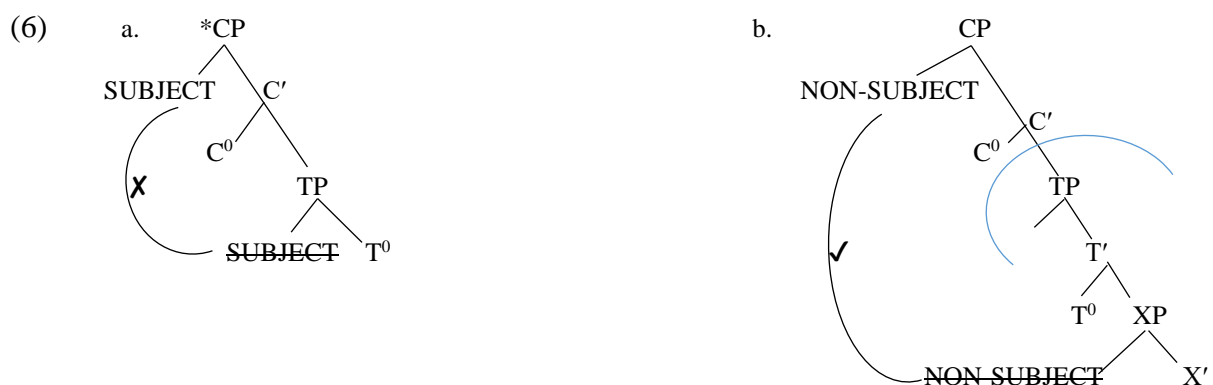 (6) a. *CP b. CP
SUBJECT C′ NON-SUBJECT C′
C⁰ C⁰
TP ✗ TP
SUBJECT T⁰ T′ ✓
T⁰ XP
NON-SUBJECT X′